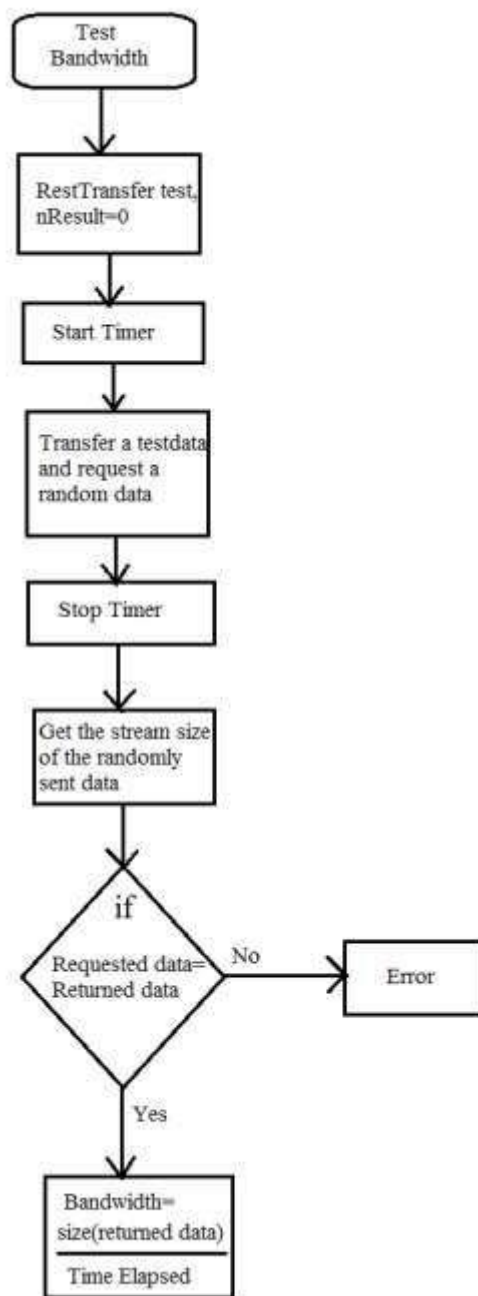 Test
Bandwidth
RestTransfer test,
nResult=0
Start Timer
Transfer a testdata
and request a
random data
Stop Timer
Get the stream size
of the randomly
sent data
if
Requested data=
Returned data
No
Error
Yes
Bandwidth=
size(returned data)
Time Elapsed